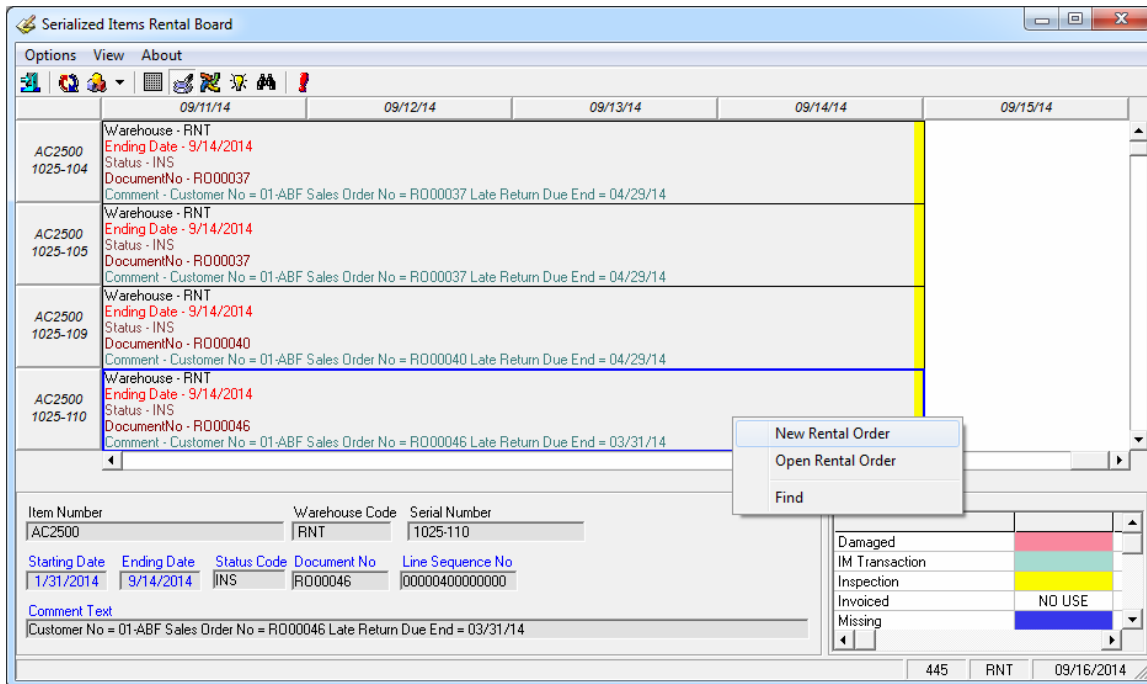 Serialized Items Rental Board
Options View About
09/11/14 09/12/14 09/13/14 09/14/14 09/15/14
AC2500
1025-104
Warehouse - RNT
Ending Date - 9/14/2014
Status - INS
DocumentNo - RO00037
Comment - Customer No = 01-ABF Sales Order No = RO00037 Late Return Due End = 04/29/14
AC2500
1025-105
Warehouse - RNT
Ending Date - 9/14/2014
Status - INS
DocumentNo - RO00037
Comment - Customer No = 01-ABF Sales Order No = RO00037 Late Return Due End = 04/29/14
AC2500
1025-109
Warehouse - RNT
Ending Date - 9/14/2014
Status - INS
DocumentNo - RO00040
Comment - Customer No = 01-ABF Sales Order No = RO00040 Late Return Due End = 04/29/14
AC2500
1025-110
Warehouse - RNT
Ending Date - 9/14/2014
Status - INS
DocumentNo - RO00046
Comment - Customer No = 01-ABF Sales Order No = RO00046 Late Return Due End = 03/31/14
New Rental Order
Open Rental Order
Find
Item Number Warehouse Code Serial Number
AC2500 RNT 1025-110
Starting Date Ending Date Status Code Document No Line Sequence No
1/31/2014 9/14/2014 INS RO00046 00000400000000
Comment Text
Customer No = 01-ABF Sales Order No = RO00046 Late Return Due End = 03/31/14
Damaged
IM Transaction
Inspection
Invoiced NO USE
Missing
445 RNT 09/16/2014